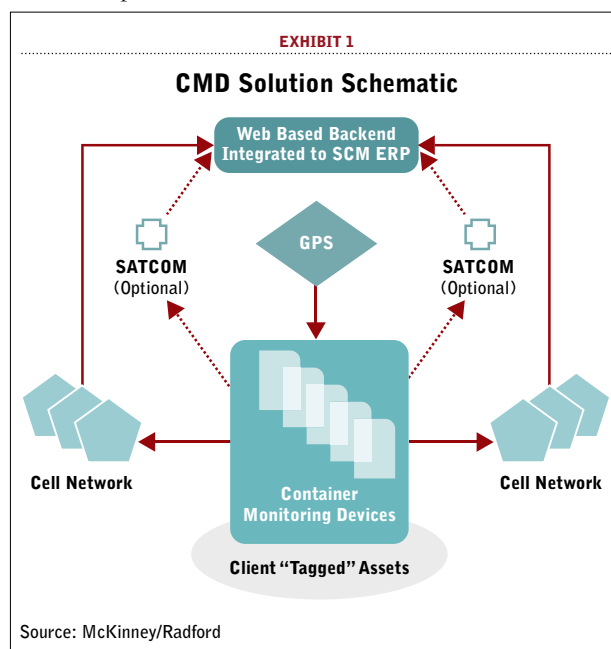 EXHIBIT 1
CMD Solution Schematic
Web Based Backend
Integrated to SCM ERP
GPS
SATCOM
(Optional)
SATCOM
(Optional)
Cell Network
Cell Network
Container
Monitoring Devices
Client “Tagged” Assets
Source: McKinney/Radford